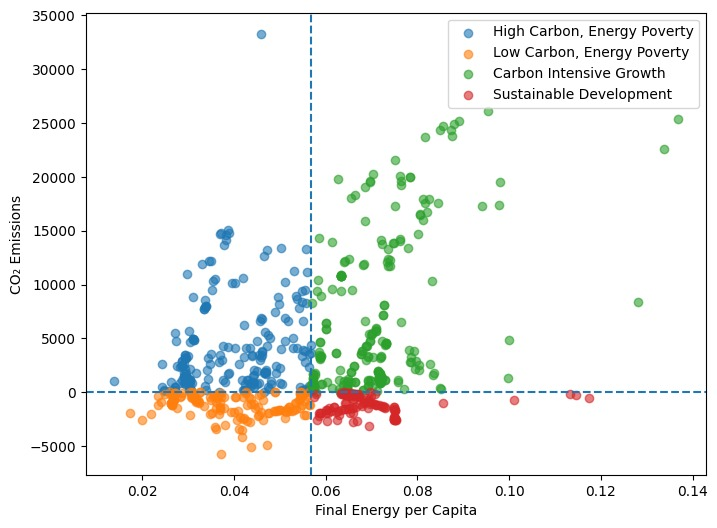 35000
30000
25000
20000
15000
10000
5000
0
−5000
CO₂ Emissions
High Carbon, Energy Poverty
Low Carbon, Energy Poverty
Carbon Intensive Growth
Sustainable Development
0.02 0.04 0.06 0.08 0.10 0.12 0.14
Final Energy per Capita